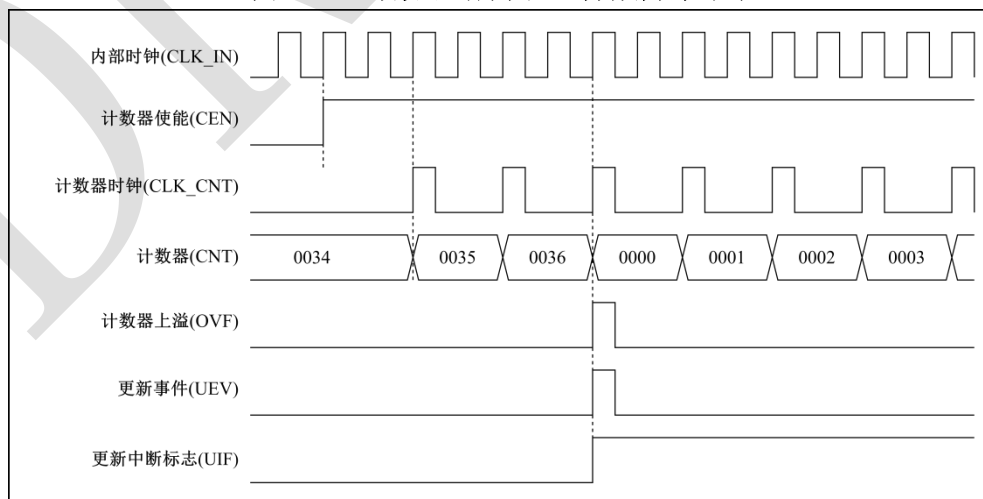 内部时钟(CLK_IN)
计数器使能(CEN)
计数器时钟(CLK_CNT)
计数器(CNT) 0034 0035 0036 0000 0001 0002 0003
计数器上溢(OVF)
更新事件(UEV)
更新中断标志(UIF)